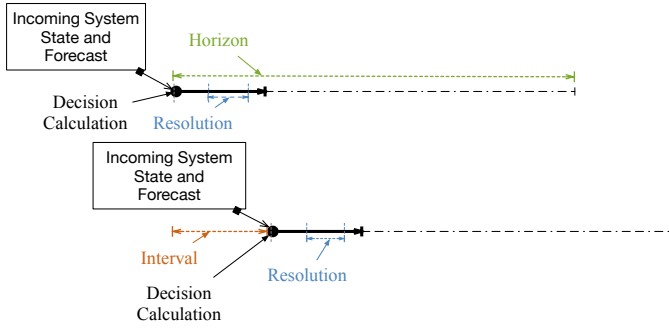 Incoming System
State and
Forecast
Horizon
Decision
Calculation
Resolution
Incoming System
State and
Forecast
Interval
Resolution
Decision
Calculation